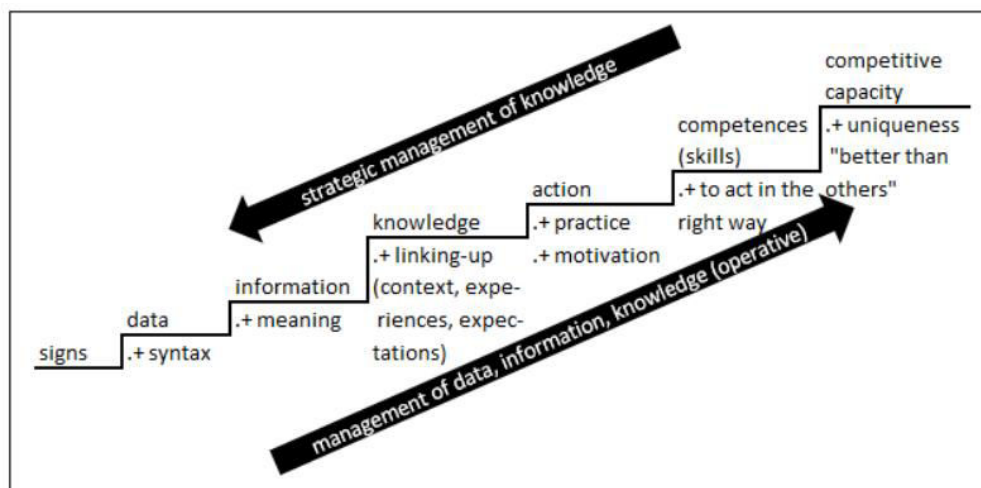 strategic management of knowledge
competitive
capacity
.+ uniqueness
"better than
others"
competences
(skills)
.+ to act in the
right way
action
.+ practice
.+ motivation
knowledge
.+ linking-up
(context, expe-
riences, expec-
tations)
information
.+ meaning
data
.+ syntax
signs
management of data, information, knowledge (operative)